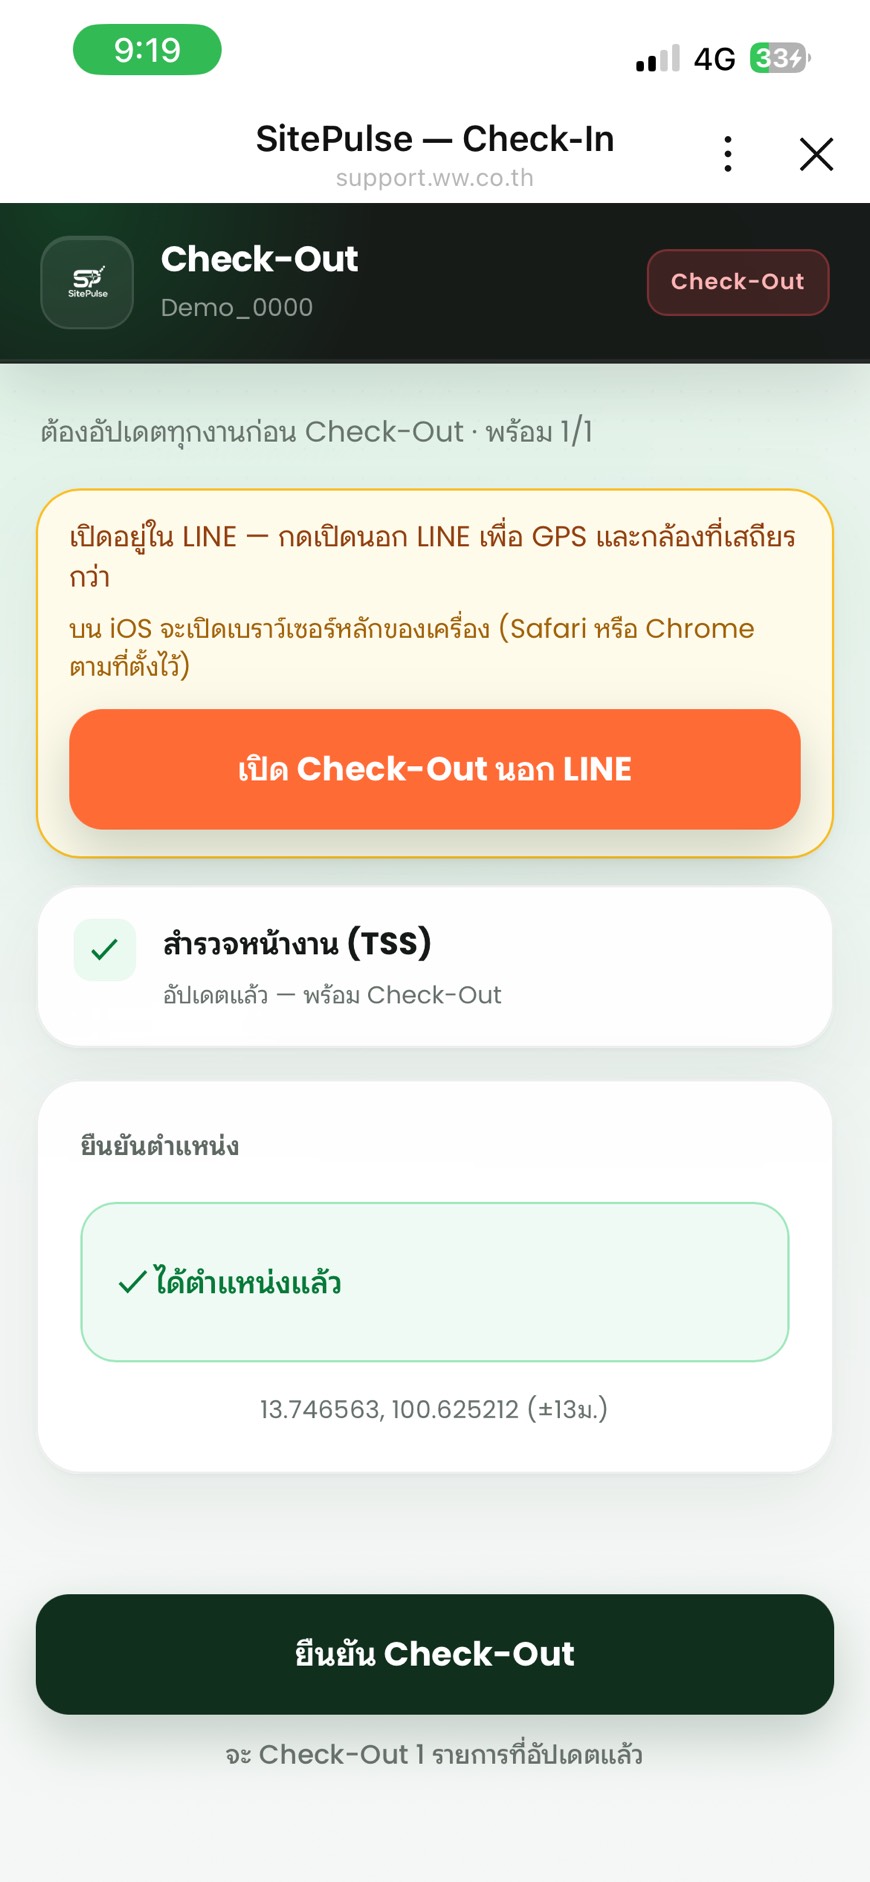 9:19
4G 33
SitePulse — Check-In
support.ww.co.th
SP
SitePulse
Check-Out
Demo_0000
Check-Out
ต้องอัปเดตทุกงานก่อน Check-Out · พร้อม 1/1
เปิดอยู่ใน LINE — กดเปิดนอก LINE เพื่อ GPS และกล้องที่เสถียร
กว่า
บน iOS จะเปิดเบราว์เซอร์หลักของเครื่อง (Safari หรือ Chrome
ตามที่ตั้งไว้)
เปิด Check-Out นอก LINE
สำรวจหน้างาน (TSS)
อัปเดตแล้ว — พร้อม Check-Out
ยืนยันตำแหน่ง
✓ ได้ตำแหน่งแล้ว
13.746563, 100.625212 (±13ม.)
ยืนยัน Check-Out
จะ Check-Out 1 รายการที่อัปเดตแล้ว